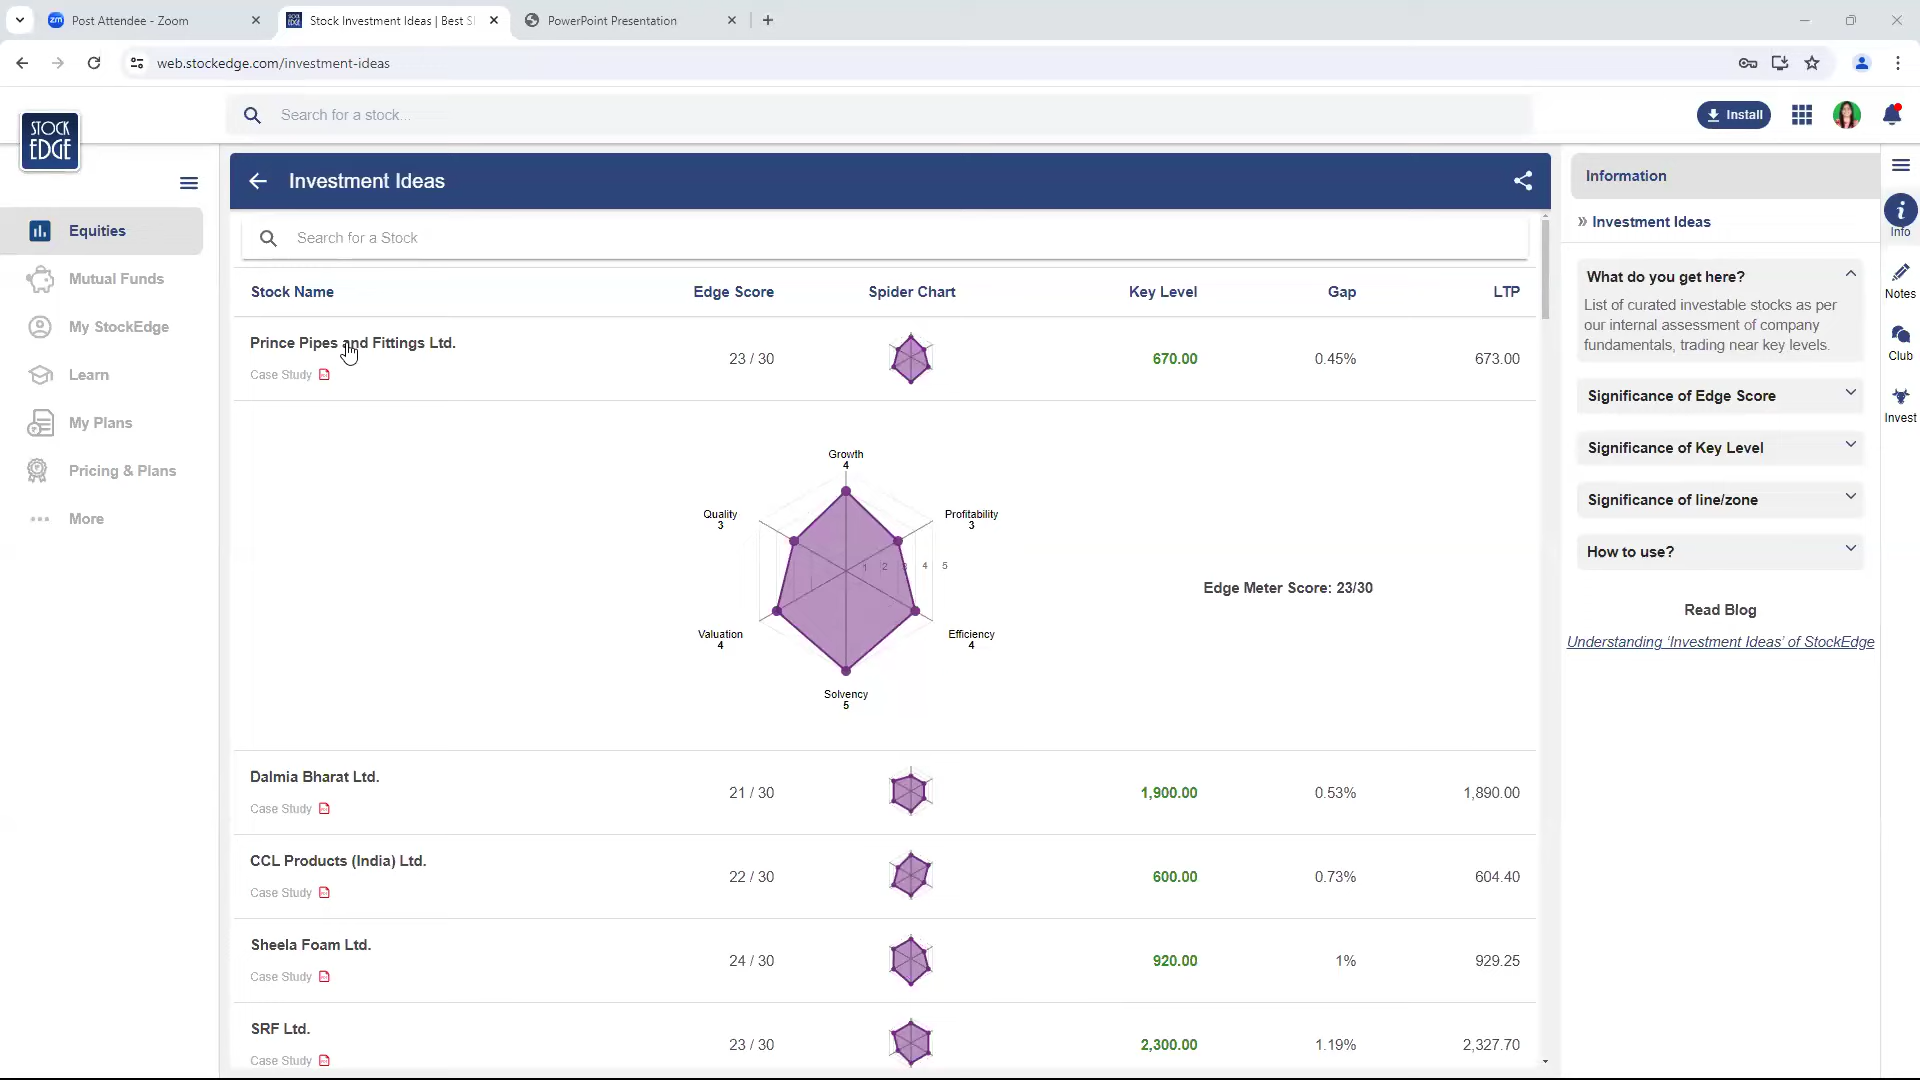 Post Attendee - Zoom
Stock Investment Ideas | Best S
PowerPoint Presentation
web.stockedge.com/investment-ideas
STOCK
EDGE
Search for a stock...
Install
Equities
Mutual Funds
My StockEdge
Learn
My Plans
Pricing & Plans
More
Investment Ideas
Search for a Stock
Stock Name Edge Score Spider Chart Key Level Gap LTP
Prince Pipes and Fittings Ltd.
Case Study
23 / 30 670.00 0.45% 673.00
Growth
4
Quality
3
Profitability
3
1 2 3 4 5
Valuation
4
Efficiency
4
Solvency
5
Edge Meter Score: 23/30
Dalmia Bharat Ltd.
Case Study
21 / 30 1,900.00 0.53% 1,890.00
CCL Products (India) Ltd.
Case Study
22 / 30 600.00 0.73% 604.40
Sheela Foam Ltd.
Case Study
24 / 30 920.00 1% 929.25
SRF Ltd.
Case Study
23 / 30 2,300.00 1.19% 2,327.70
Information
» Investment Ideas
What do you get here?
List of curated investable stocks as per
our internal assessment of company
fundamentals, trading near key levels.
Significance of Edge Score
Significance of Key Level
Significance of line/zone
How to use?
Read Blog
Understanding ‘Investment Ideas’ of StockEdge
Info
Notes
Club
Invest